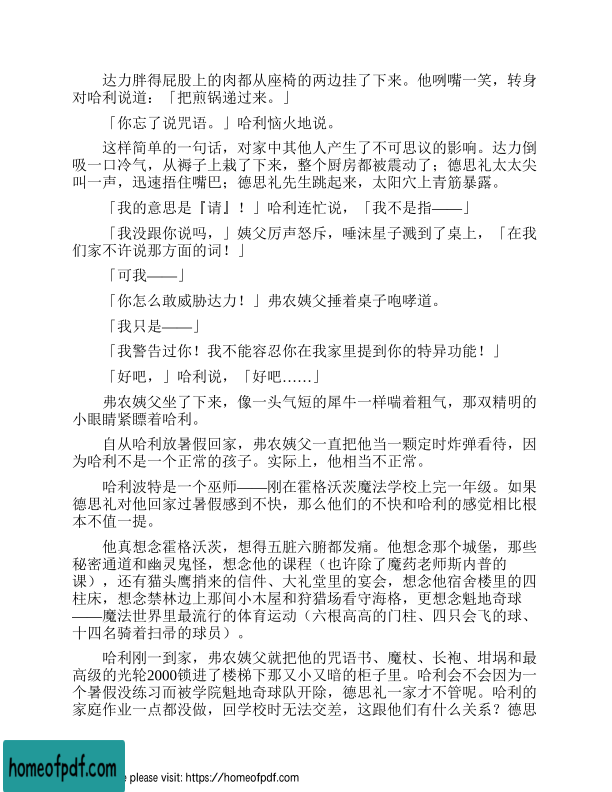 达力胖得屁股上的肉都从座椅的两边挂了下来。他咧嘴一笑，转身
对哈利说道：「把煎锅递过来。」
「你忘了说咒语。」哈利恼火地说。
这样简单的一句话，对家中其他人产生了不可思议的影响。达力倒
吸一口冷气，从褥子上栽了下来，整个厨房都被震动了；德思礼太太尖
叫一声，迅速捂住嘴巴；德思礼先生跳起来，太阳穴上青筋暴露。
「我的意思是『请』！」哈利连忙说，「我不是指——」
「我没跟你说吗，」姨父厉声怒斥，唾沫星子溅到了桌上，「在我
们家不许说那方面的词！」
「可我——」
「你怎么敢威胁达力！」弗农姨父捶着桌子咆哮道。
「我只是——」
「我警告过你！我不能容忍你在我家里提到你的特异功能！」
「好吧，」哈利说，「好吧……」
弗农姨父坐了下来，像一头气短的犀牛一样喘着粗气，那双精明的
小眼睛紧瞟着哈利。
自从哈利放暑假回家，弗农姨父一直把他当一颗定时炸弹看待，因
为哈利不是一个正常的孩子。实际上，他相当不正常。
哈利波特是一个巫师——刚在霍格沃茨魔法学校上完一年级。如果
德思礼对他回家过暑假感到不快，那么他们的不快和哈利的感觉相比根
本不值一提。
他真想念霍格沃茨，想得五脏六腑都发痛。他想念那个城堡，那些
秘密通道和幽灵鬼怪，想念他的课程（也许除了魔药老师斯内普的
课），还有猫头鹰捎来的信件、大礼堂里的宴会，想念他宿舍楼里的四
柱床，想念禁林边上那间小木屋和狩猎场看守海格，更想念魁地奇球
——魔法世界里最流行的体育运动（六根高高的门柱、四只会飞的球、
十四名骑着扫帚的球员）。
哈利刚一到家，弗农姨父就把他的咒语书、魔杖、长袍、坩埚和最
高级的光轮2000锁进了楼梯下那又小又暗的柜子里。哈利会不会因为一
个暑假没练习而被学院魁地奇球队开除，德思礼一家才不管呢。哈利的
家庭作业一点都没做，回学校时无法交差，这跟他们有什么关系？德思
homeofpdf.com
please visit: https://homeofpdf.com